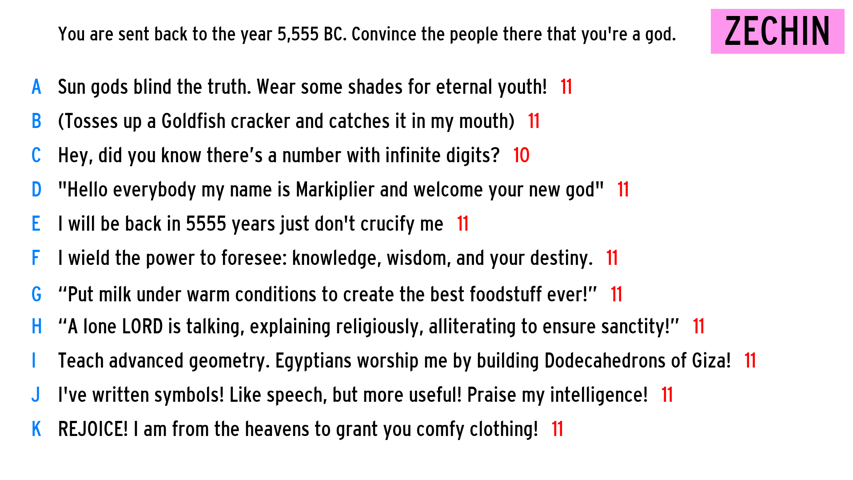 You are sent back to the year 5,555 BC. Convince the people there that you're a god.
ZECHIN
A Sun gods blind the truth. Wear some shades for eternal youth! 11
B (Tosses up a Goldfish cracker and catches it in my mouth) 11
C Hey, did you know there’s a number with infinite digits? 10
D "Hello everybody my name is Markiplier and welcome your new god" 11
E I will be back in 5555 years just don't crucify me 11
F I wield the power to foresee: knowledge, wisdom, and your destiny. 11
G “Put milk under warm conditions to create the best foodstuff ever!” 11
H “A lone LORD is talking, explaining religiously, alliterating to ensure sanctity!” 11
I Teach advanced geometry. Egyptians worship me by building Dodecahedrons of Giza! 11
J I've written symbols! Like speech, but more useful! Praise my intelligence! 11
K REJOICE! I am from the heavens to grant you comfy clothing! 11